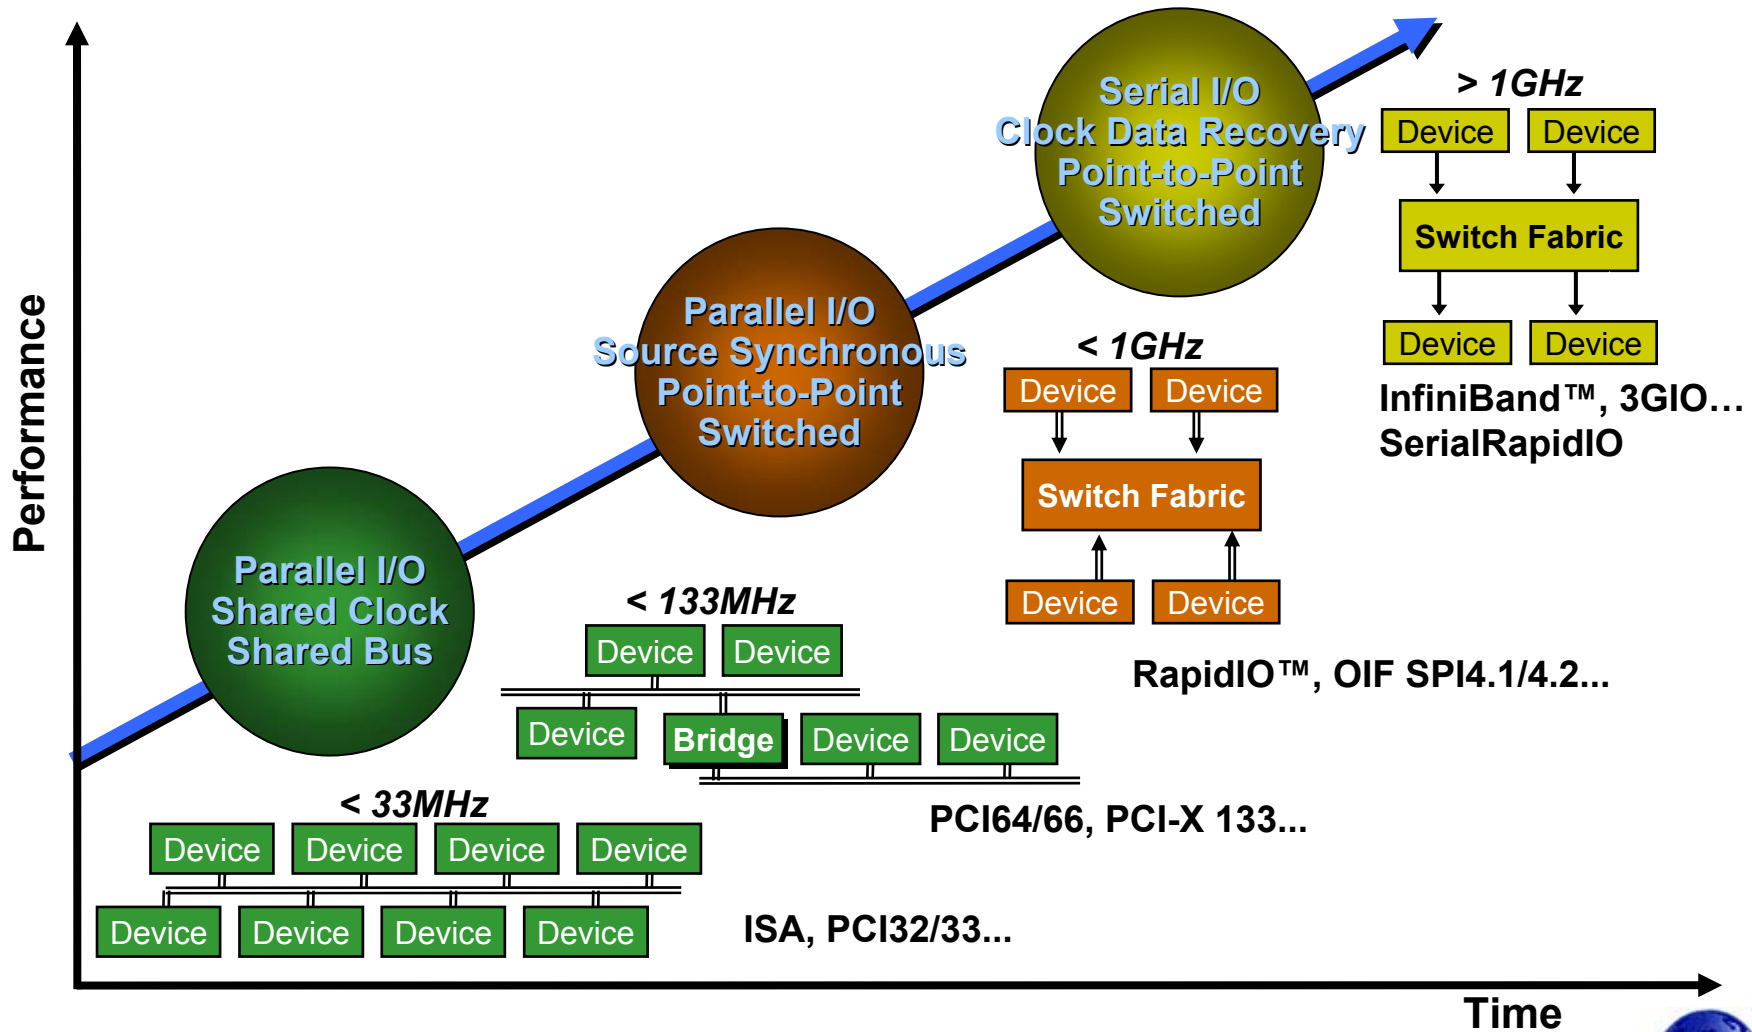 Performance
Serial I/O
Clock Data Recovery
Point-to-Point
Switched
> 1GHz
Device
Device
Switch Fabric
Device
Device
InfiniBand™, 3GIO…
SerialRapidIO
Parallel I/O
Source Synchronous
Point-to-Point
Switched
< 1GHz
Device
Device
Switch Fabric
Device
Device
RapidIO™, OIF SPI4.1/4.2...
Parallel I/O
Shared Clock
Shared Bus
< 133MHz
Device
Device
Device
Bridge
Device
Device
PCI64/66, PCI-X 133...
< 33MHz
Device
Device
Device
Device
Device
Device
Device
Device
ISA, PCI32/33...
Time